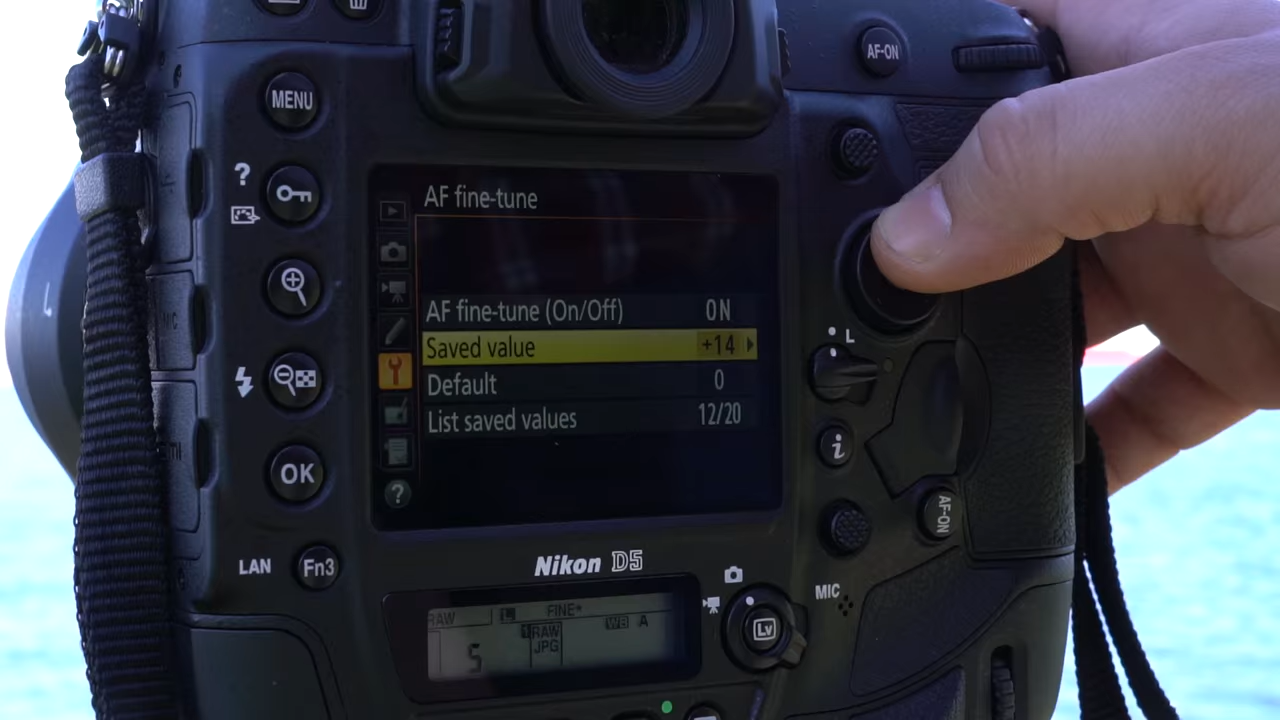 AF-ON
MENU
?
AF fine-tune
AF fine-tune (On/Off) ON
Saved value +14
Default 0
List saved values 12/20
?
OK
L
i
AF-ON
LAN Fn3
Nikon D5
MIC
Lv
RAW L FINE*
1 RAW WB A
JPG
5